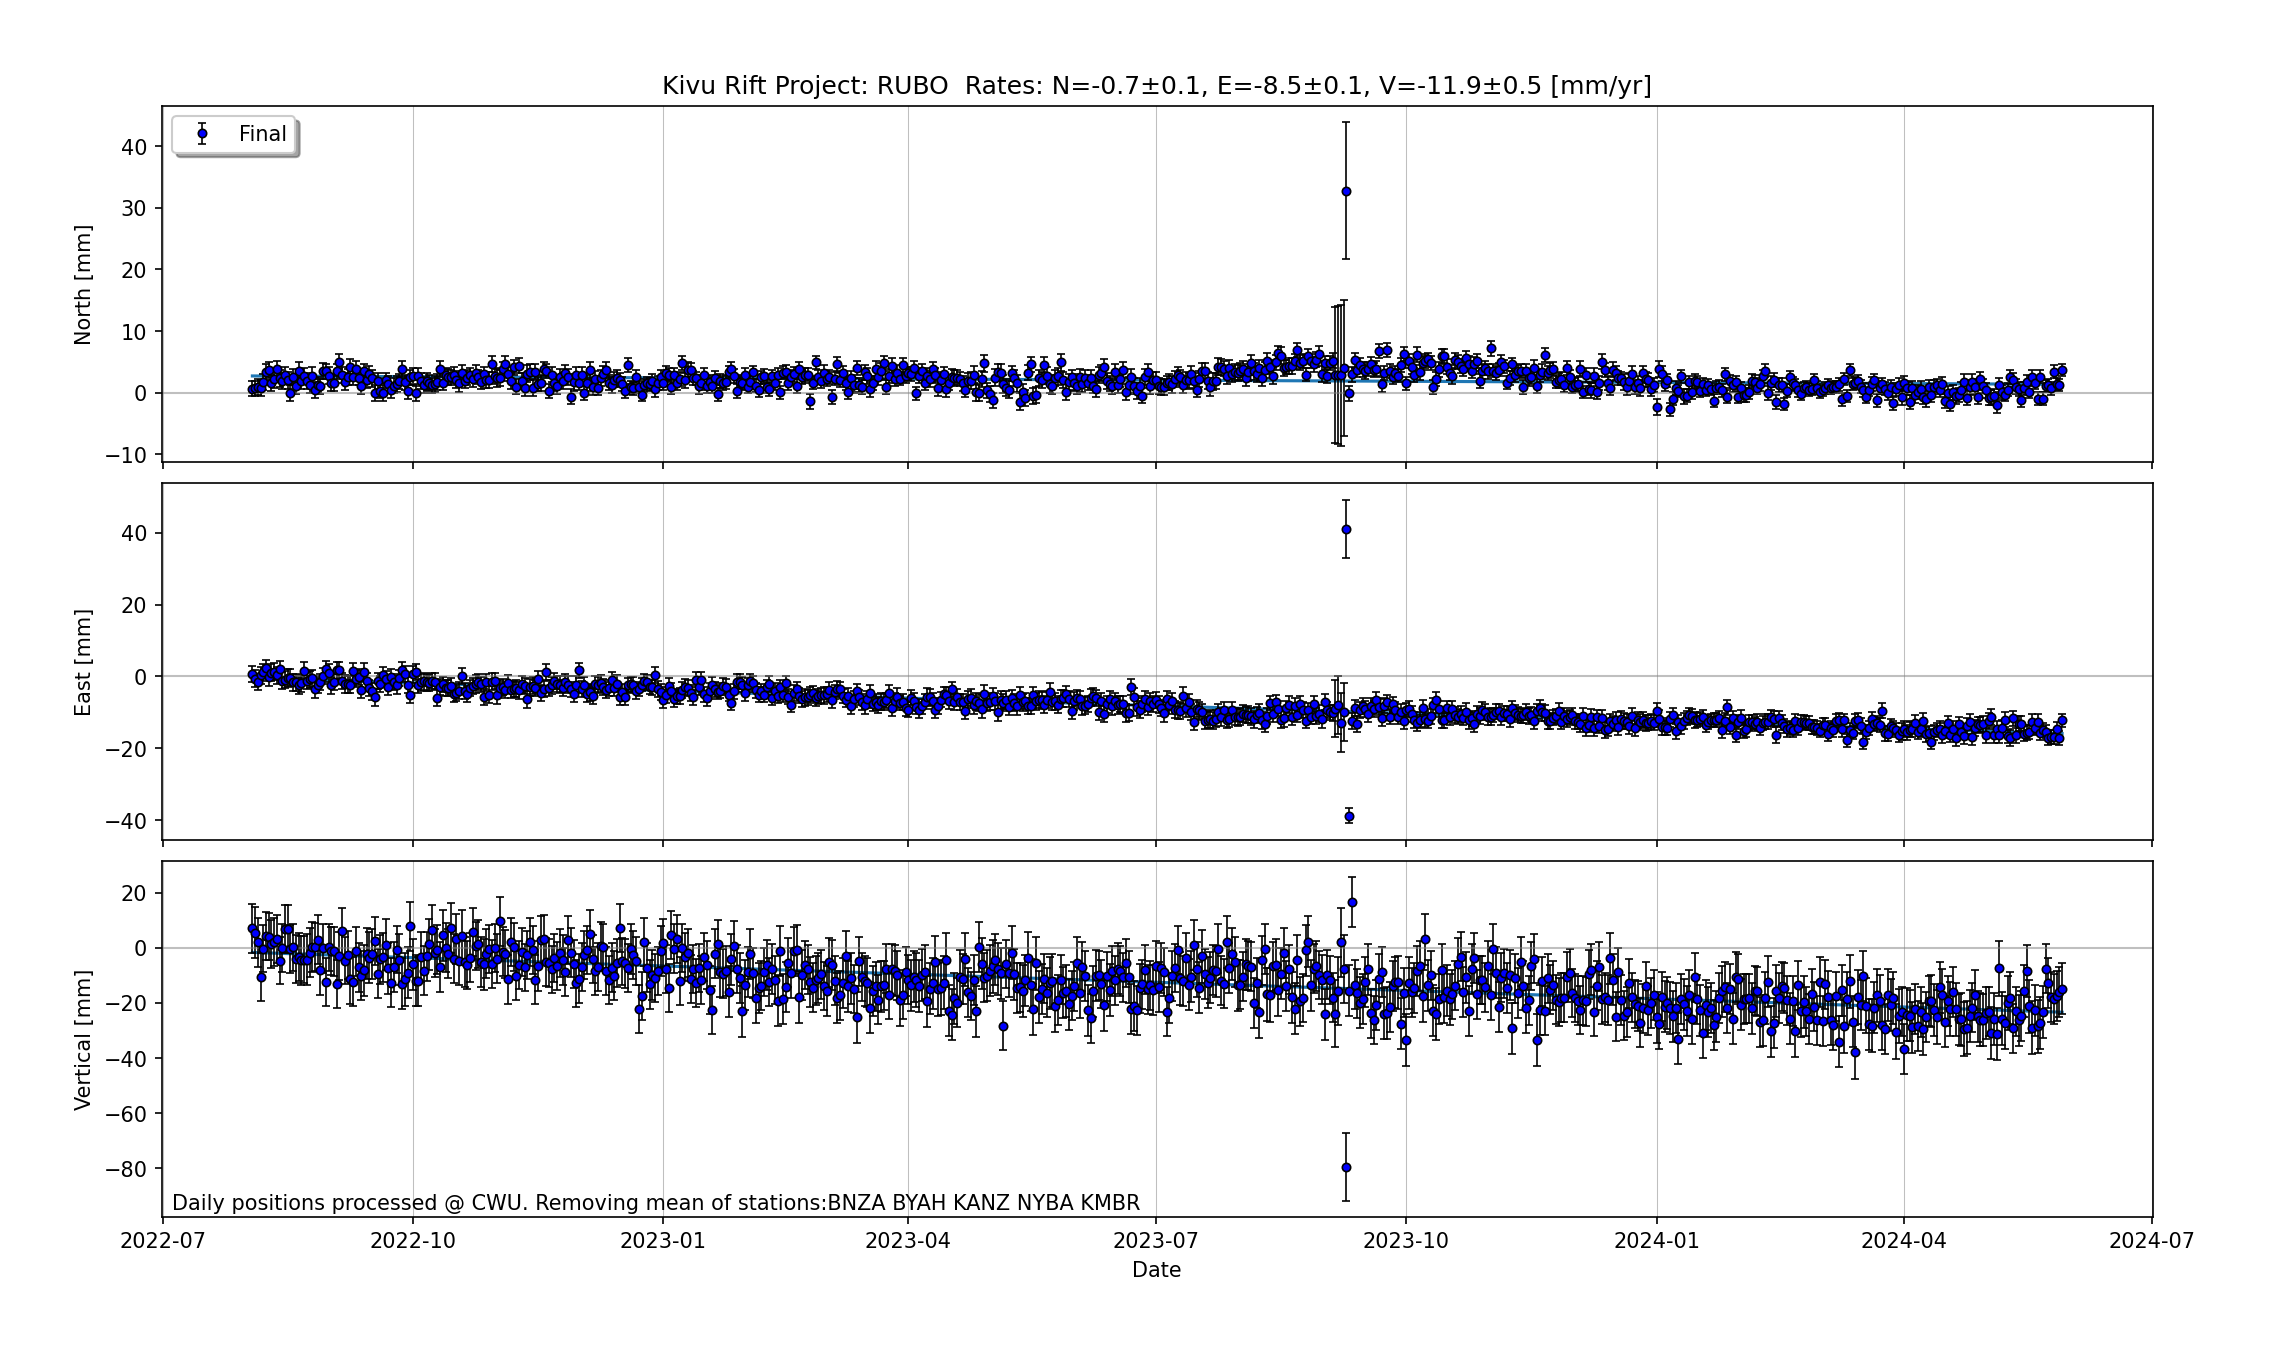 Kivu Rift Project: RUBO  Rates: N=-0.7±0.1, E=-8.5±0.1, V=-11.9±0.5 [mm/yr]
Final
North [mm]
40
30
20
10
0
−10
East [mm]
40
20
0
−20
−40
Vertical [mm]
20
0
−20
−40
−60
−80
Daily positions processed @ CWU. Removing mean of stations:BNZA BYAH KANZ NYBA KMBR
2022-07 2022-10 2023-01 2023-04 2023-07 2023-10 2024-01 2024-04 2024-07
Date